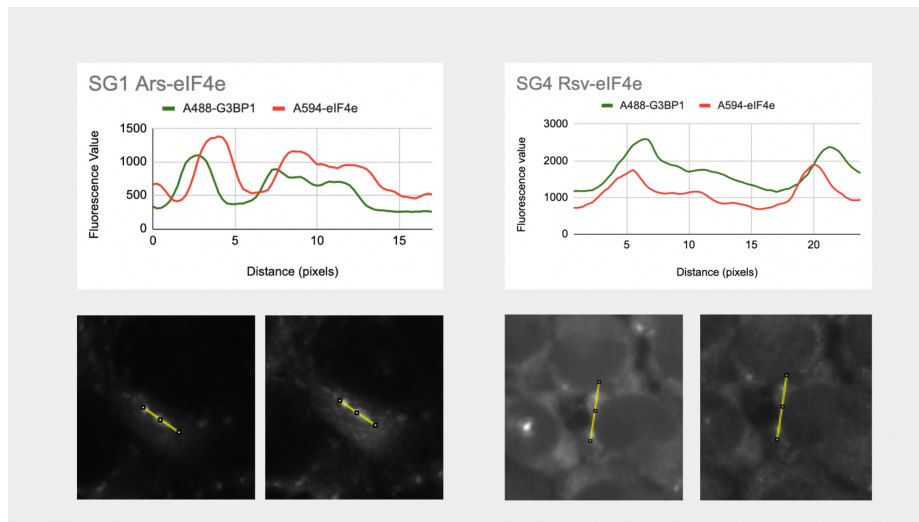 SG1 Ars-eIF4e
A488-G3BP1 A594-eIF4e
Fluorescence Value
1500
1000
500
0
0 5 10 15
Distance (pixels)
SG4 Rsv-eIF4e
A488-G3BP1 A594-eIF4e
Fluorescence Value
3000
2000
1000
0
5 10 15 20
Distance (pixels)